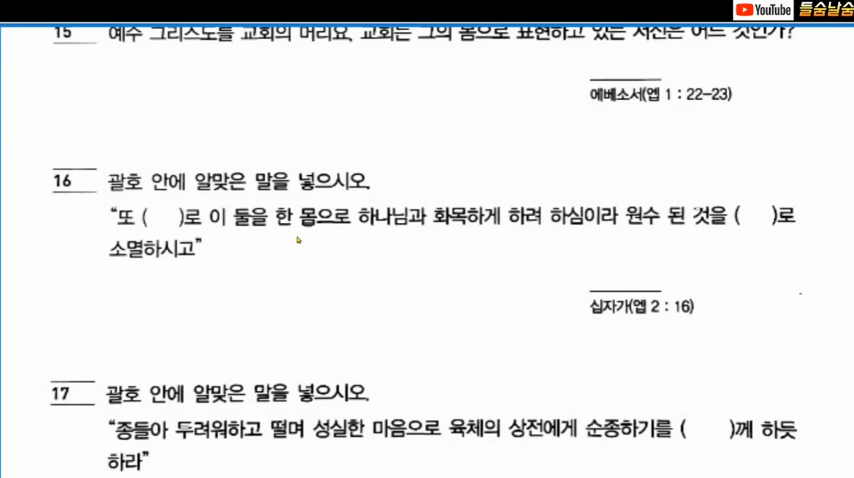 YouTube 들숨날숨
15 예수 그리스도를 교회의 머리요, 교회는 그의 몸으로 표현하고 있는 서신은 어느 것인가?
에베소서(엡 1 : 22-23)
16 괄호 안에 알맞은 말을 넣으시오.
“또 (    )로 이 둘을 한 몸으로 하나님과 화목하게 하려 하심이라 원수 된 것을 (    )로
소멸하시고”
십자가(엡 2 : 16)
17 괄호 안에 알맞은 말을 넣으시오.
“종들아 두려워하고 떨며 성실한 마음으로 육체의 상전에게 순종하기를 (    )께 하듯
하라”